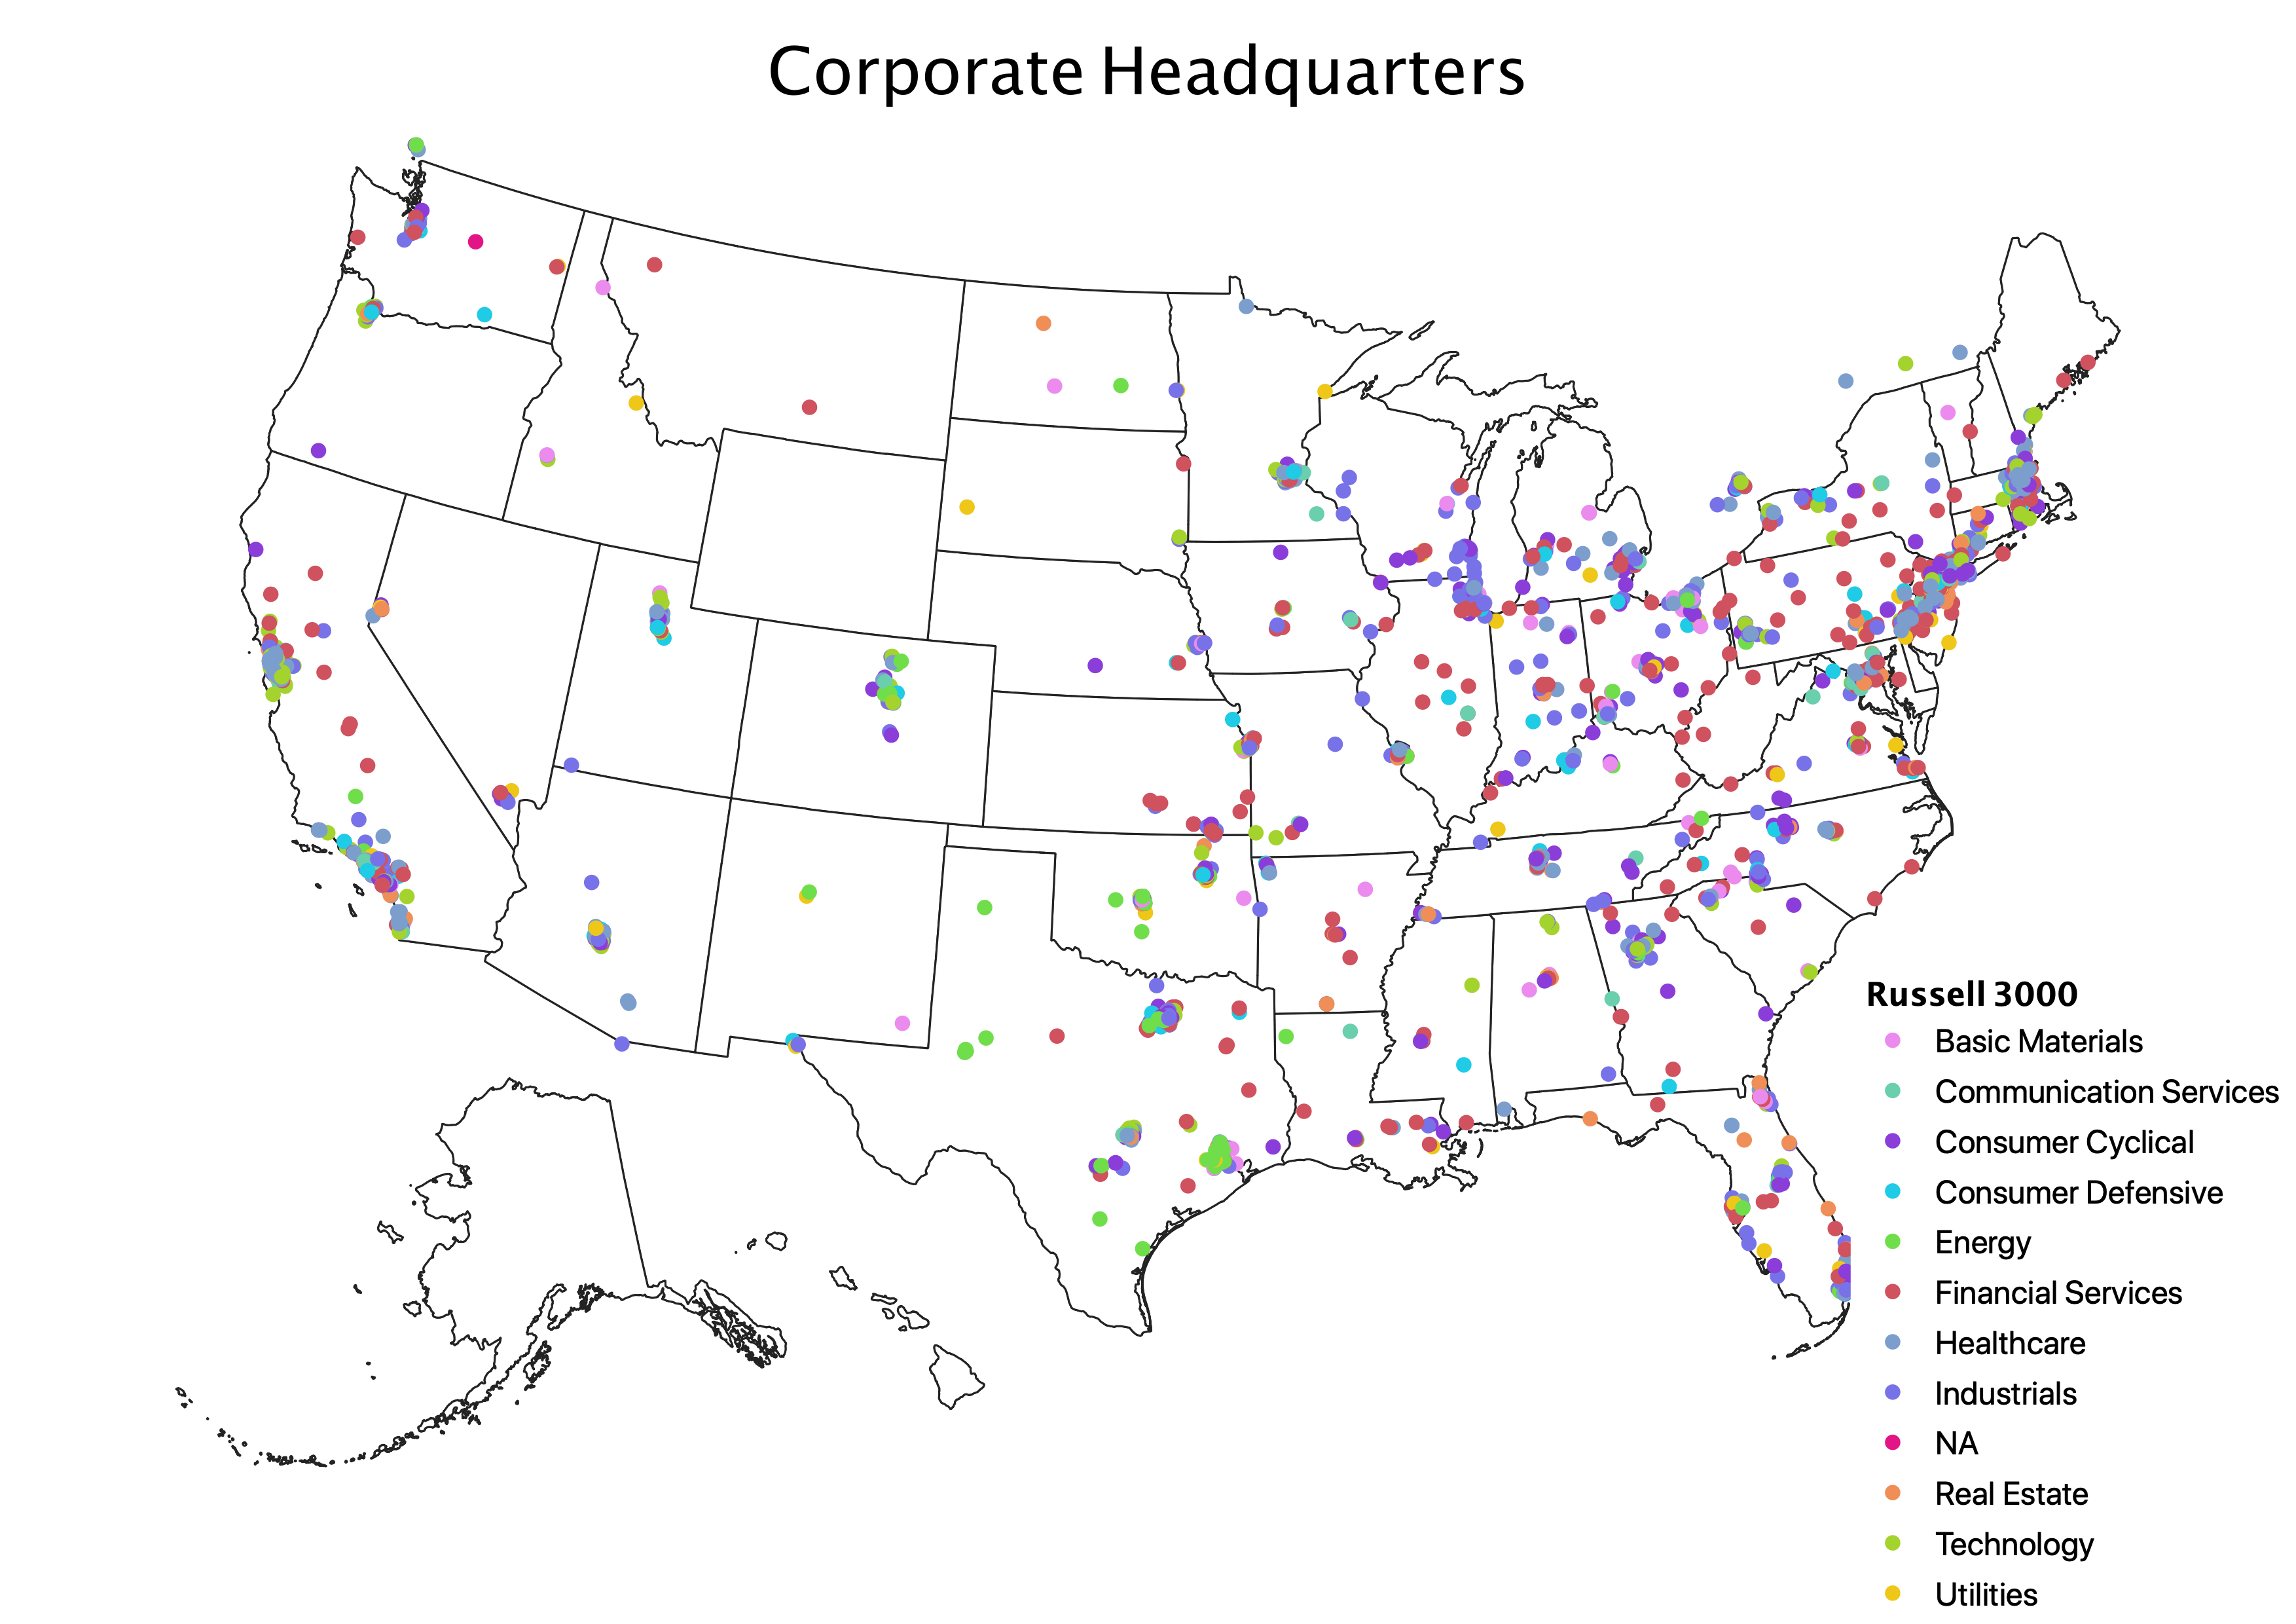 Corporate Headquarters
Russell 3000
Basic Materials
Communication Services
Consumer Cyclical
Consumer Defensive
Energy
Financial Services
Healthcare
Industrials
NA
Real Estate
Technology
Utilities